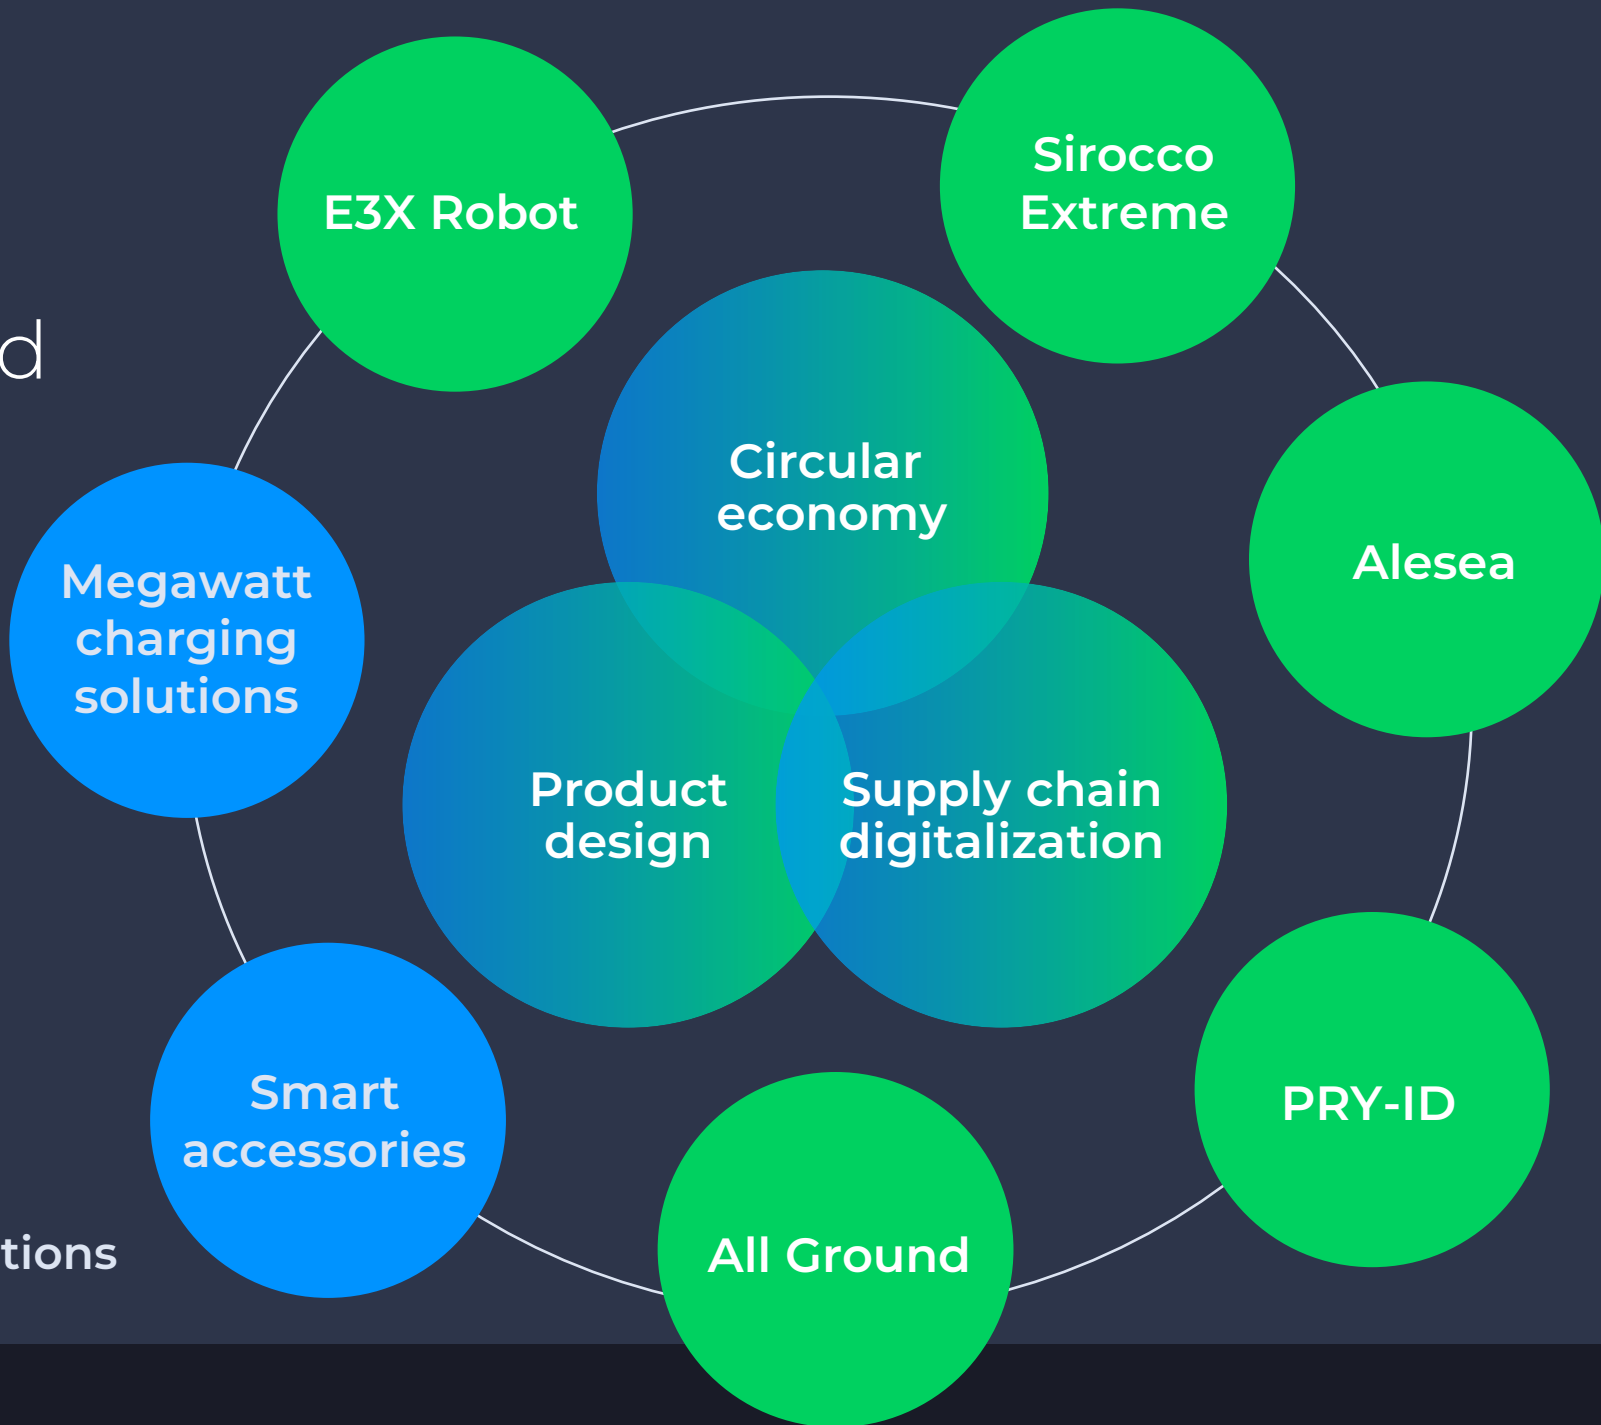 Sirocco
Extreme
E3X Robot
d
Circular
economy
Alesea
Megawatt
charging
solutions
Product
design
Supply chain
digitalization
Smart
accessories
PRY-ID
All Ground
tions